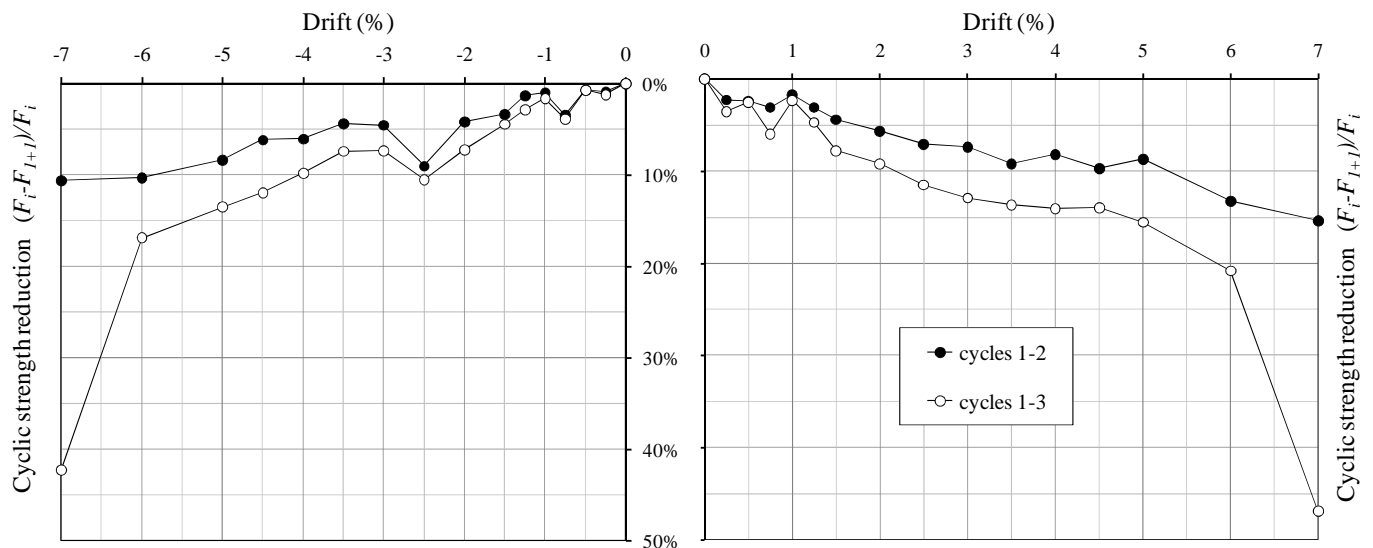 Drift (%)
-7 -6 -5 -4 -3 -2 -1 0
0%
10%
20%
30%
40%
50%
Cyclic strength reduction (Fi-F1+1)/Fi
Drift (%)
0 1 2 3 4 5 6 7
cycles 1-2
cycles 1-3
Cyclic strength reduction (Fi-F1+1)/Fi